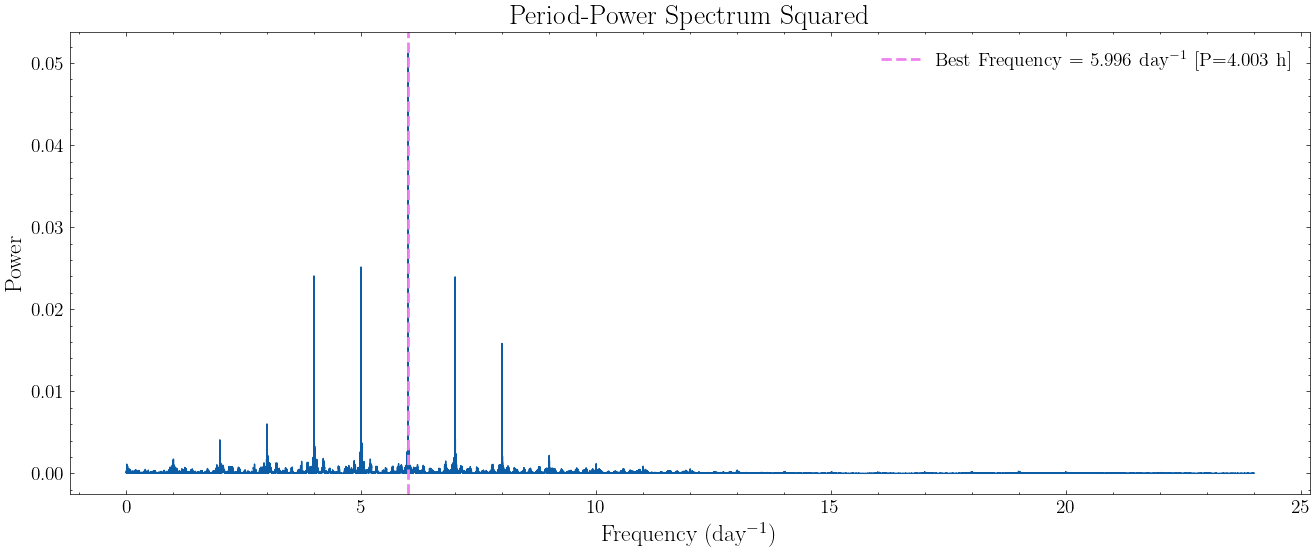 Period-Power Spectrum Squared
Best Frequency = 5.996 day⁻¹ [P=4.003 h]
Power
0.05
0.04
0.03
0.02
0.01
0.00
0 5 10 15 20 25
Frequency (day⁻¹)